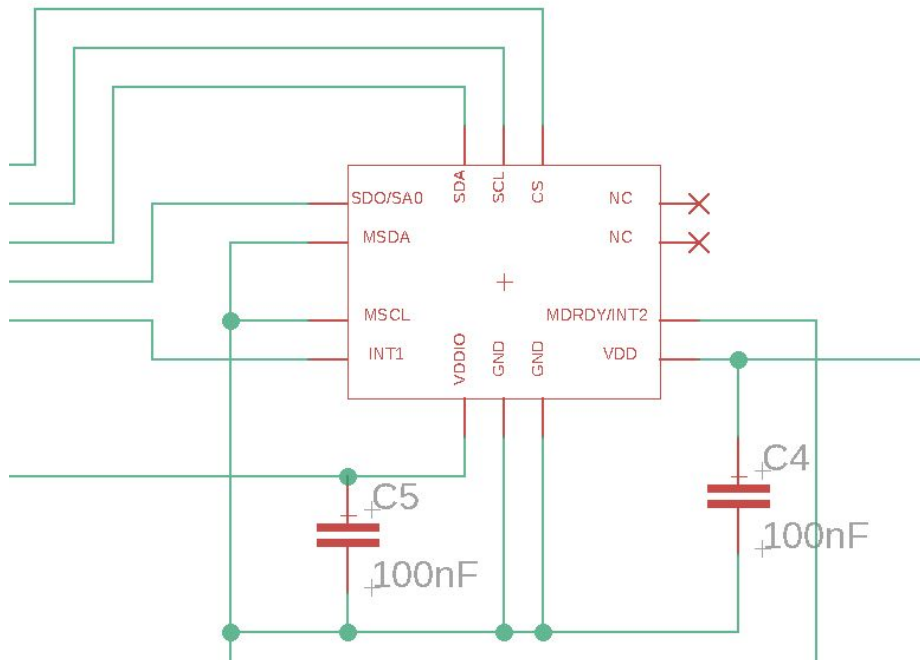 SDA
SCL
CS
SDO/SA0
NC
MSDA
NC
MSCL
MDRDY/INT2
INT1
VDDIO
GND
GND
VDD
C4
100nF
C5
100nF